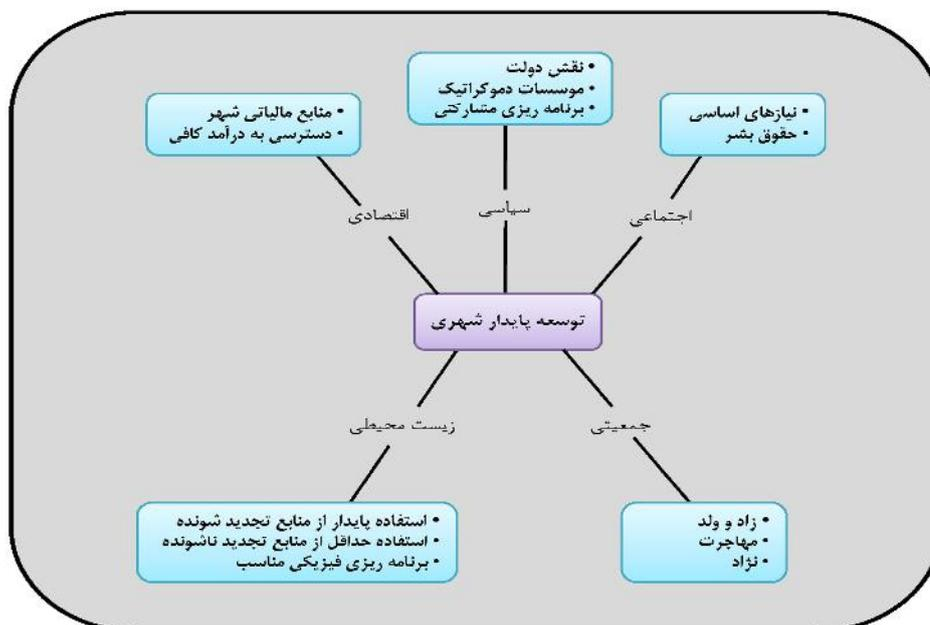 • نقش دولت
• موسسات دموکراتیک
• برنامه ریزی مشارکتی
• نیازهای اساسی
• حقوق بشر
• منابع مالیاتی شهر
• دسترسی به درآمد کافی
اجتماعی
سیاسی
اقتصادی
توسعه پایدار شهری
جمعیتی
زیست محیطی
• زاد و ولد
• مهاجرت
• نژاد
• استفاده پایدار از منابع تجدید شونده
• استفاده حداقل از منابع تجدید ناشونده
• برنامه ریزی فیزیکی مناسب